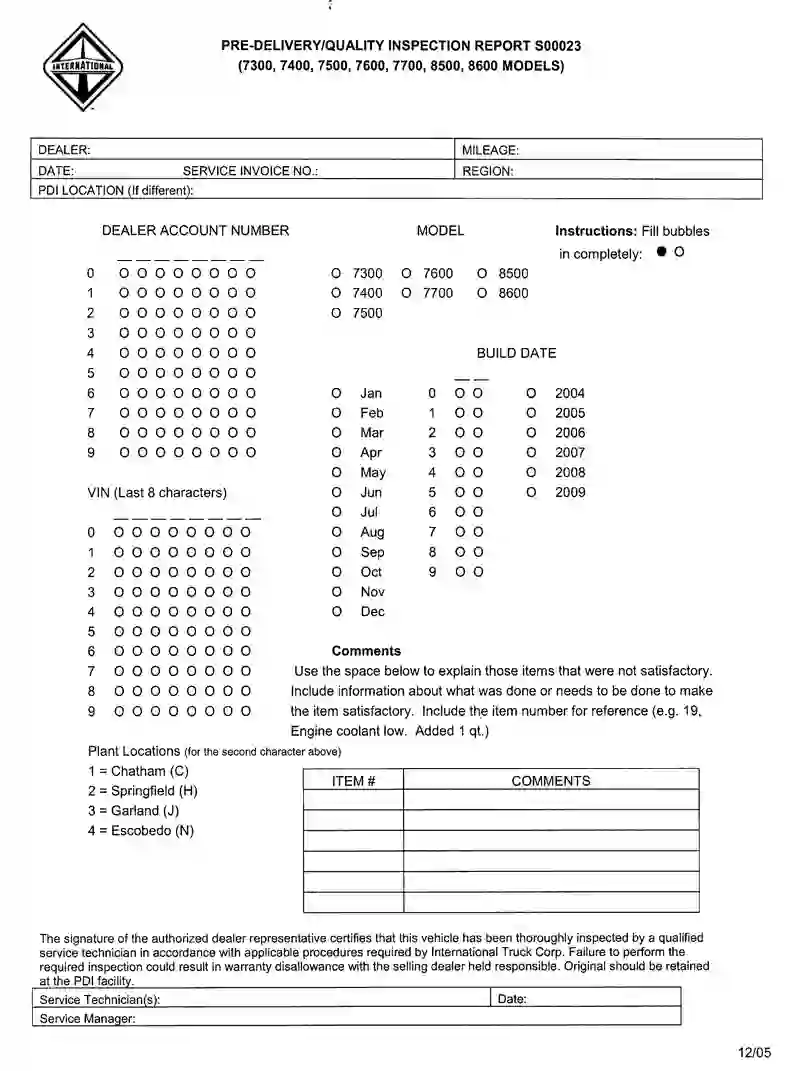 INTERNATIONAL
PRE-DELIVERY/QUALITY INSPECTION REPORT S00023
(7300, 7400, 7500, 7600, 7700, 8500, 8600 MODELS)
DEALER: MILEAGE:
DATE: SERVICE INVOICE NO.: REGION:
PDI LOCATION (If different):
DEALER ACCOUNT NUMBER MODEL Instructions: Fill bubbles
in completely: ● O
0 O O O O O O O O O 7300 O 7600 O 8500
1 O O O O O O O O O 7400 O 7700 O 8600
2 O O O O O O O O O 7500
3 O O O O O O O O
4 O O O O O O O O BUILD DATE
5 O O O O O O O O
6 O O O O O O O O O Jan 0 O O O 2004
7 O O O O O O O O O Feb 1 O O O 2005
8 O O O O O O O O O Mar 2 O O O 2006
9 O O O O O O O O O Apr 3 O O O 2007
O May 4 O O O 2008
VIN (Last 8 characters) O Jun 5 O O O 2009
O Jul 6 O O
0 O O O O O O O O O Aug 7 O O
1 O O O O O O O O O Sep 8 O O
2 O O O O O O O O O Oct 9 O O
3 O O O O O O O O O Nov
4 O O O O O O O O O Dec
5 O O O O O O O O
6 O O O O O O O O Comments
7 O O O O O O O O Use the space below to explain those items that were not satisfactory.
8 O O O O O O O O Include information about what was done or needs to be done to make
9 O O O O O O O O the item satisfactory. Include the item number for reference (e.g. 19,
Engine coolant low. Added 1 qt.)
Plant Locations (for the second character above)
1 = Chatham (C)
2 = Springfield (H)
3 = Garland (J)
4 = Escobedo (N)
ITEM # COMMENTS
The signature of the authorized dealer representative certifies that this vehicle has been thoroughly inspected by a qualified
service technician in accordance with applicable procedures required by International Truck Corp. Failure to perform the
required inspection could result in warranty disallowance with the selling dealer held responsible. Original should be retained
at the PDI facility.
Service Technician(s): Date:
Service Manager:
12/05